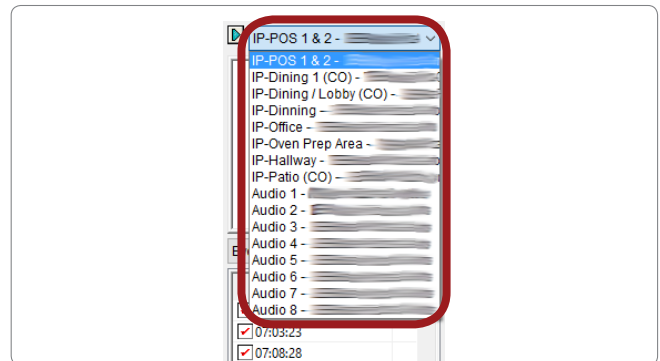 IP-POS 1 & 2 -
IP-POS 1 & 2 -
IP-Dining 1 (CO) -
IP-Dining / Lobby (CO) -
IP-Dinning -
IP-Office -
IP-Oven Prep Area -
IP-Hallway -
IP-Patio (CO) -
Audio 1 -
Audio 2 -
Audio 3 -
Audio 4 -
Audio 5 -
Audio 6 -
Audio 7 -
Audio 8 -
07:03:23
07:08:28